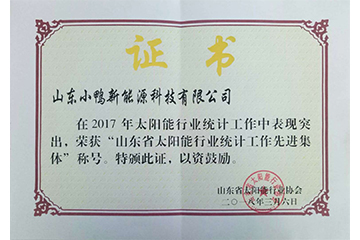 证书
山东小鸭新能源科技有限公司
在2017年太阳能行业统计工作中表现突
出，荣获“山东省太阳能行业统计工作先进集
体”称号。特颁此证，以资鼓励。
山东省太阳能行业协会
二〇一八年三月六日